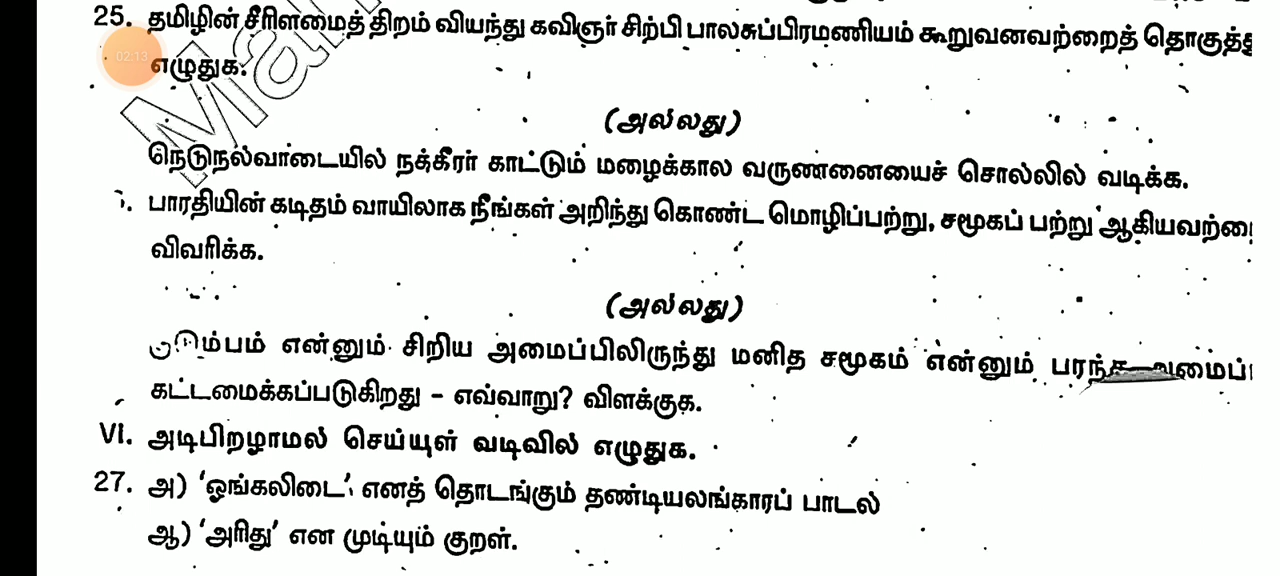 25. தமிழின் சீரிளமைத் திறம் வியந்து கவிஞர் சிற்பி பாலசுப்பிரமணியம் கூறுவனவற்றைத் தொகுத்து
02:13
எழுதுக.
(அல்லது)
நெடுநல்வாடையில் நக்கீரர் காட்டும் மழைக்கால வருணனையைச் சொல்லில் வடிக்க.
பாரதியின் கடிதம் வாயிலாக நீங்கள் அறிந்து கொண்ட மொழிப்பற்று, சமூகப் பற்று
விவரிக்க.
(அல்லது)
என்னும் சிறிய அமைப்பிலிருந்து மனித சமூகம் என்னும்
கட்டமைக்கப்படுகிறது - எவ்வாறு? விளக்குக.
VI. அடிபிறழாமல் செய்யுள் வடிவில் எழுதுக.
27. அ) 'ஓங்கலிடை' எனத் தொடங்கும் தண்டியலங்காரப் பாடல்
ஆ) 'அரிது' என முடியும் குறள்.